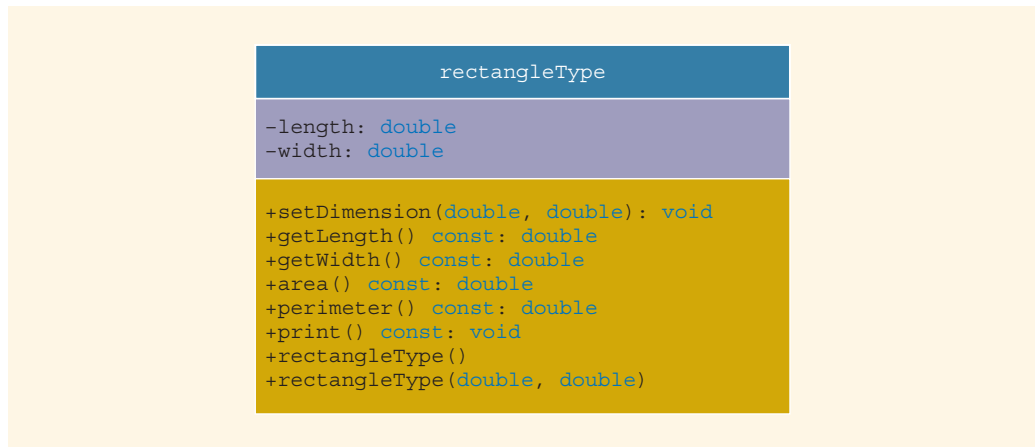 rectangleType
-length: double
-width: double
+setDimension(double, double): void
+getLength() const: double
+getWidth() const: double
+area() const: double
+perimeter() const: double
+print() const: void
+rectangleType()
+rectangleType(double, double)